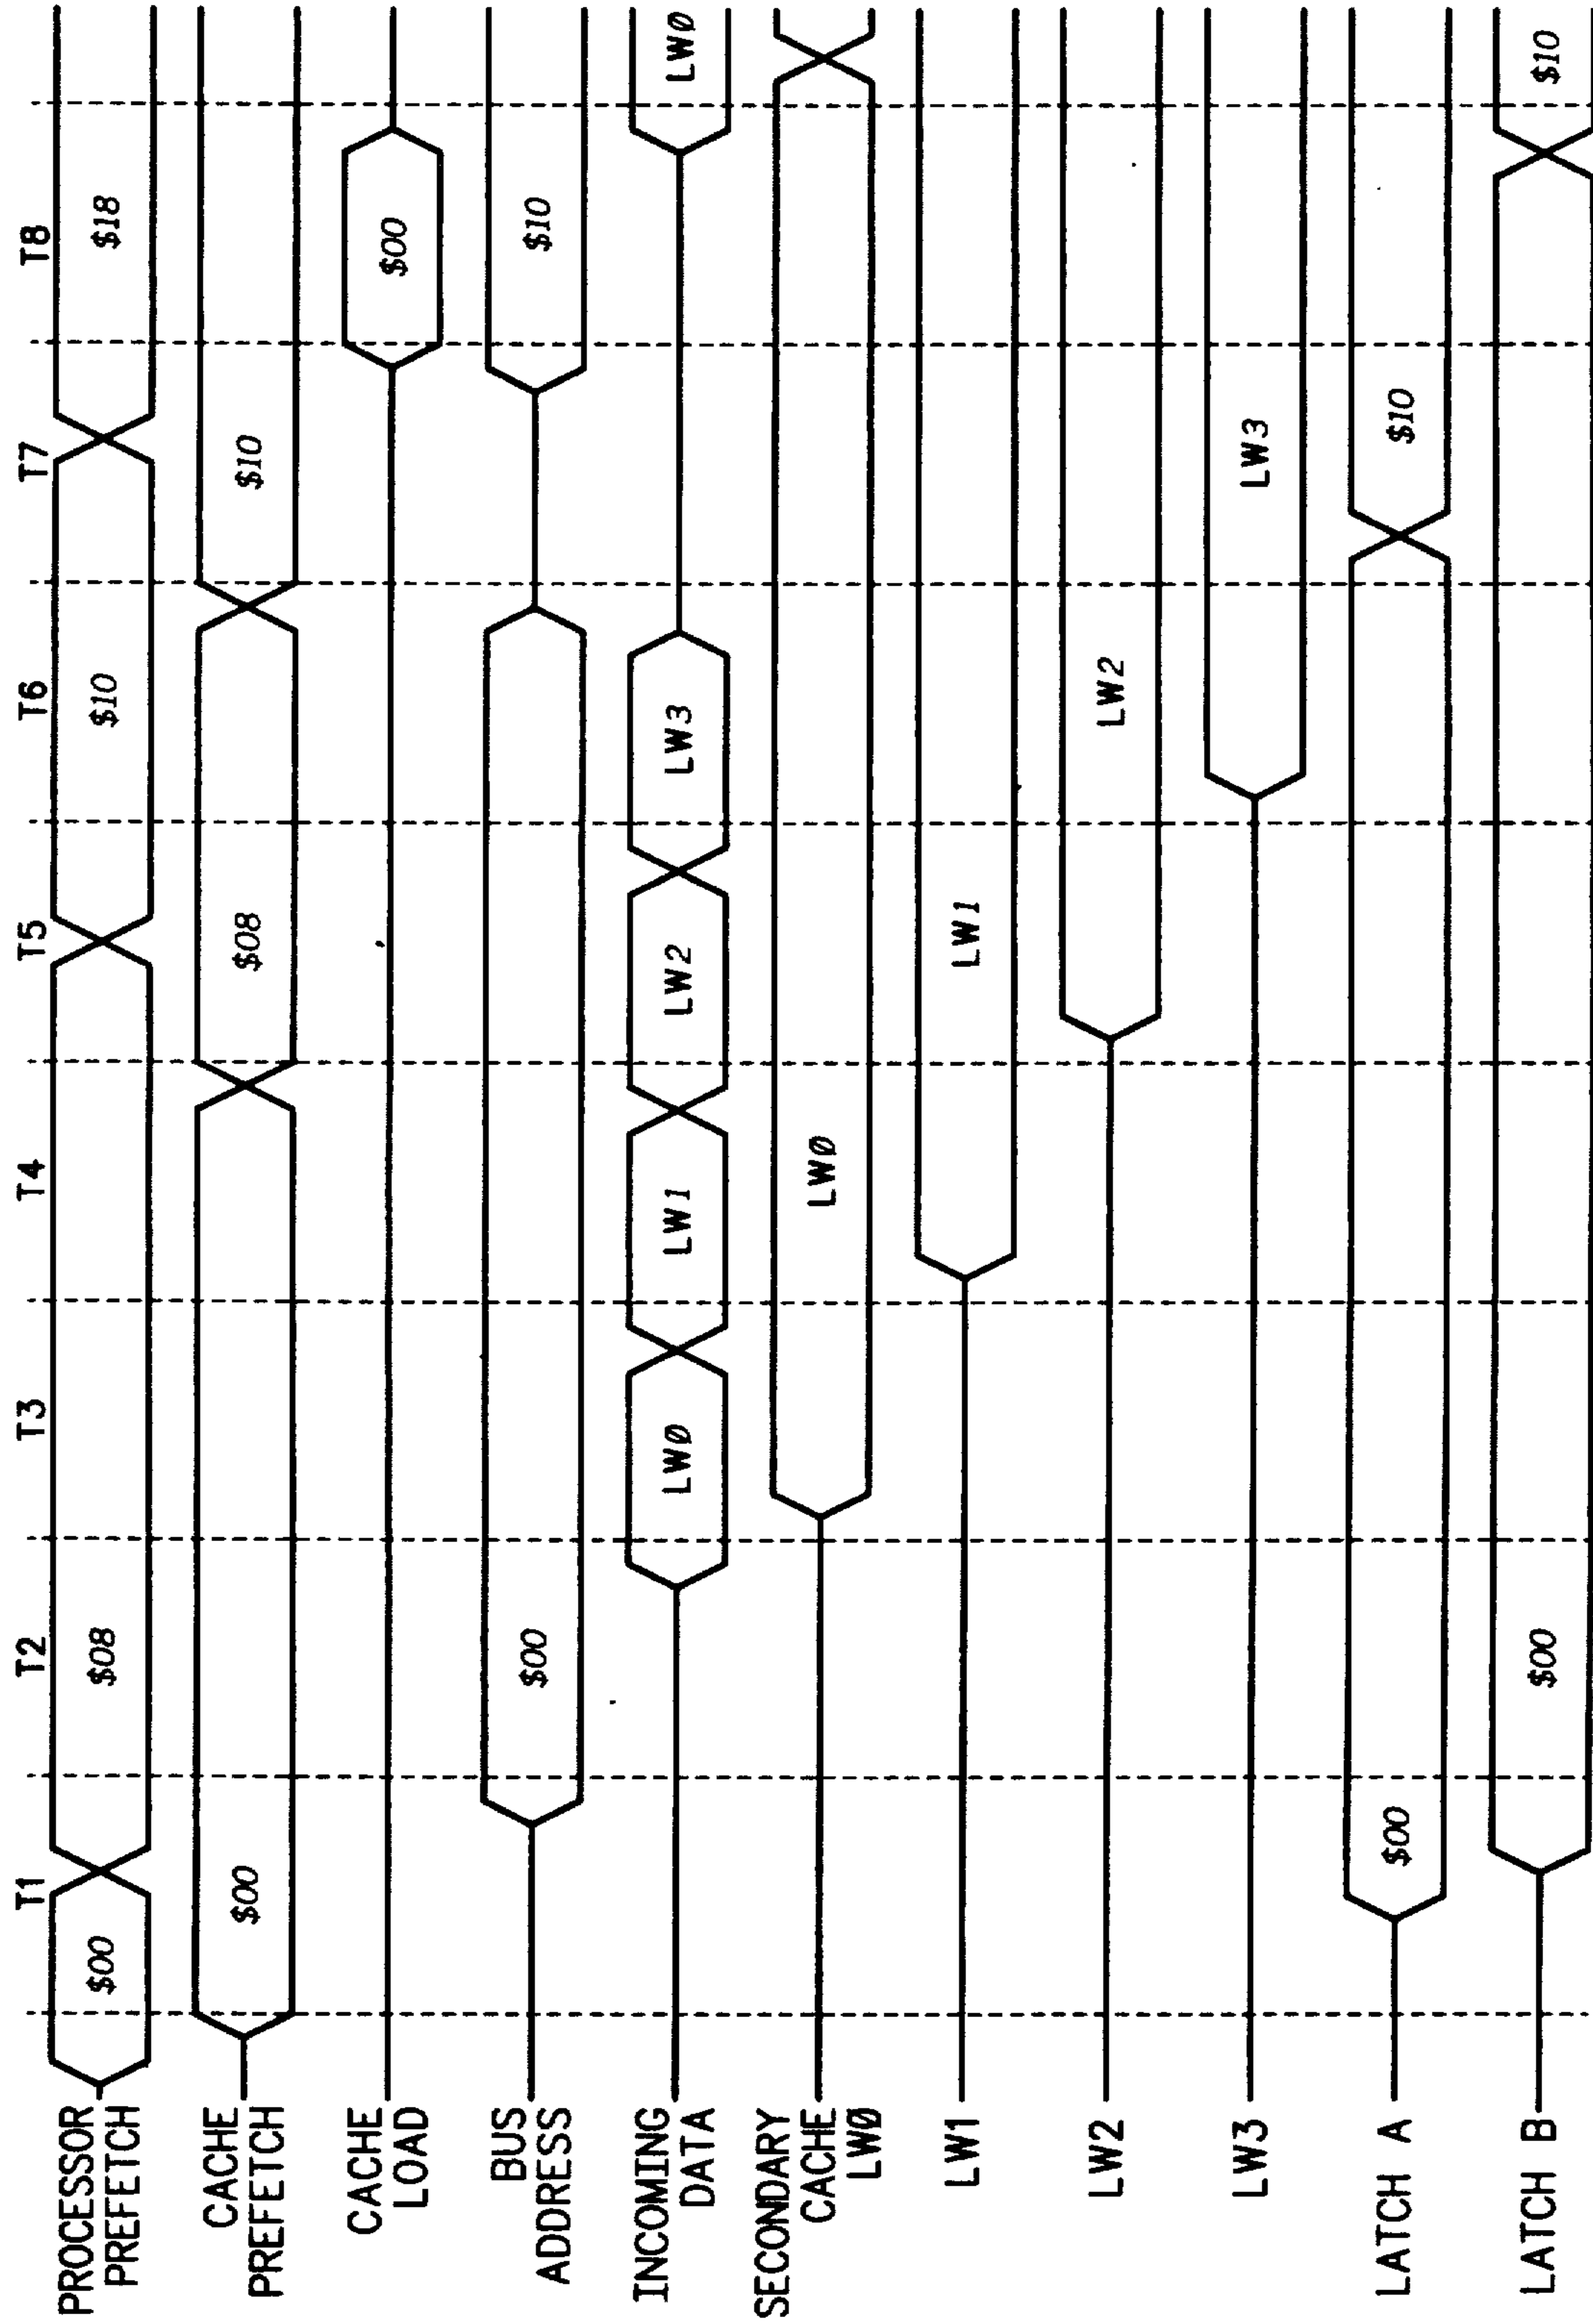 T1 T2 T3 T4 T5 T6 T7 T8
PROCESSOR
PREFETCH
$00 $08 $10 $18
CACHE
PREFETCH
$00 $08 $10
CACHE
LOAD
$00
BUS
ADDRESS
$00 $10
INCOMING
DATA
LWØ LW1 LW2 LW3 LWØ
SECONDARY
CACHE
LWØ
LWØ
LW1
LW1
LW2
LW2
LW3
LW3
LATCH A
$00 $10
LATCH B
$00 $10